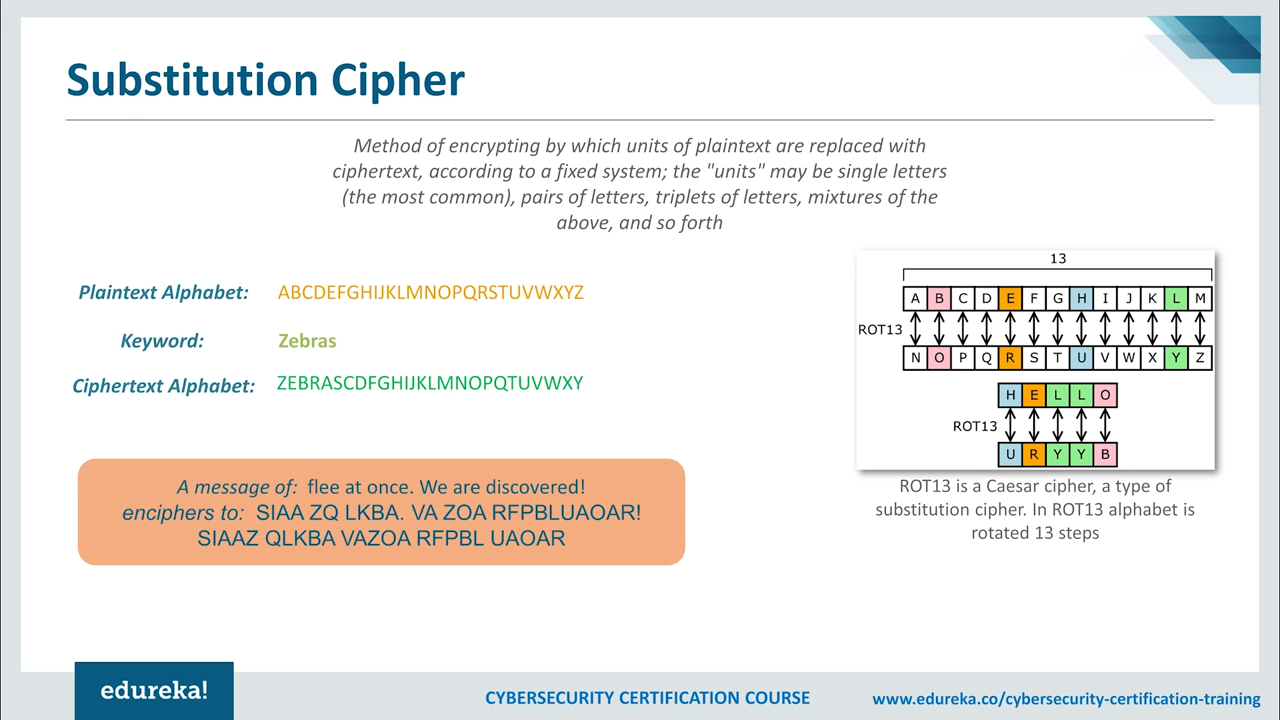 Substitution Cipher
Method of encrypting by which units of plaintext are replaced with
ciphertext, according to a fixed system; the "units" may be single letters
(the most common), pairs of letters, triplets of letters, mixtures of the
above, and so forth
Plaintext Alphabet: ABCDEFGHIJKLMNOPQRSTUVWXYZ
Keyword: Zebras
Ciphertext Alphabet: ZEBRASCDFGHIJKLMNOPQTUVWXY
A message of: flee at once. We are discovered!
enciphers to: SIAA ZQ LKBA. VA ZOA RFPBLUAOAR!
SIAAZ QLKBA VAZOA RFPBL UAOAR
13
A B C D E F G H I J K L M
ROT13
N O P Q R S T U V W X Y Z
H E L L O
ROT13
U R Y Y B
ROT13 is a Caesar cipher, a type of
substitution cipher. In ROT13 alphabet is
rotated 13 steps
edureka!
CYBERSECURITY CERTIFICATION COURSE
www.edureka.co/cybersecurity-certification-training